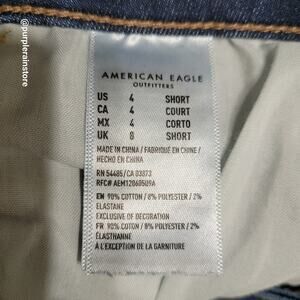 @purplerainstore
AMERICAN EAGLE
OUTFITTERS
US 4 SHORT
CA 4 COURT
MX 4 CORTO
UK 8 SHORT
MADE IN CHINA / FABRIQUÉ EN CHINE /
HECHO EN CHINA
RN 54485/ CA 03873
RFC# AEM120605U9A
EN 90% COTTON / 8% POLYESTER / 2%
ELASTANE
EXCLUSIVE OF DECORATION
FR 90% COTON / 8% POLYESTER / 2%
ÉLASTHANNE
À L'EXCEPTION DE LA GARNITURE